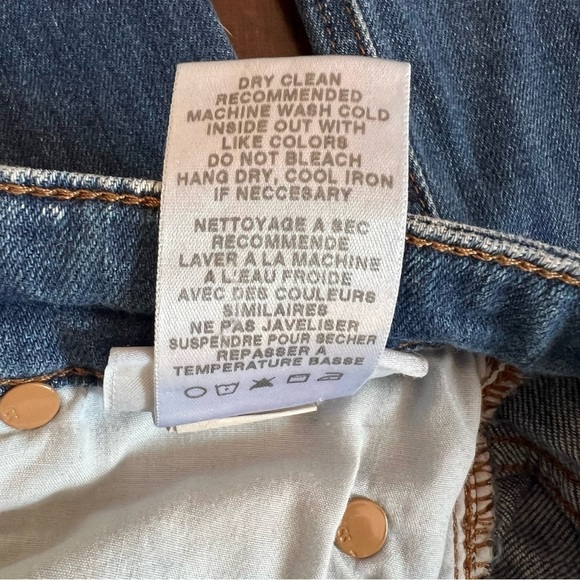 DRY CLEAN
RECOMMENDED
MACHINE WASH COLD
INSIDE OUT WITH
LIKE COLORS
DO NOT BLEACH
HANG DRY, COOL IRON
IF NECCESARY
NETTOYAGE A SEC
RECOMMENDE
LAVER A LA MACHINE
A L'EAU FROIDE
AVEC DES COULEURS
SIMILAIRES
NE PAS JAVELISER
SUSPENDRE POUR SECHER
REPASSER A
TEMPERATURE BASSE